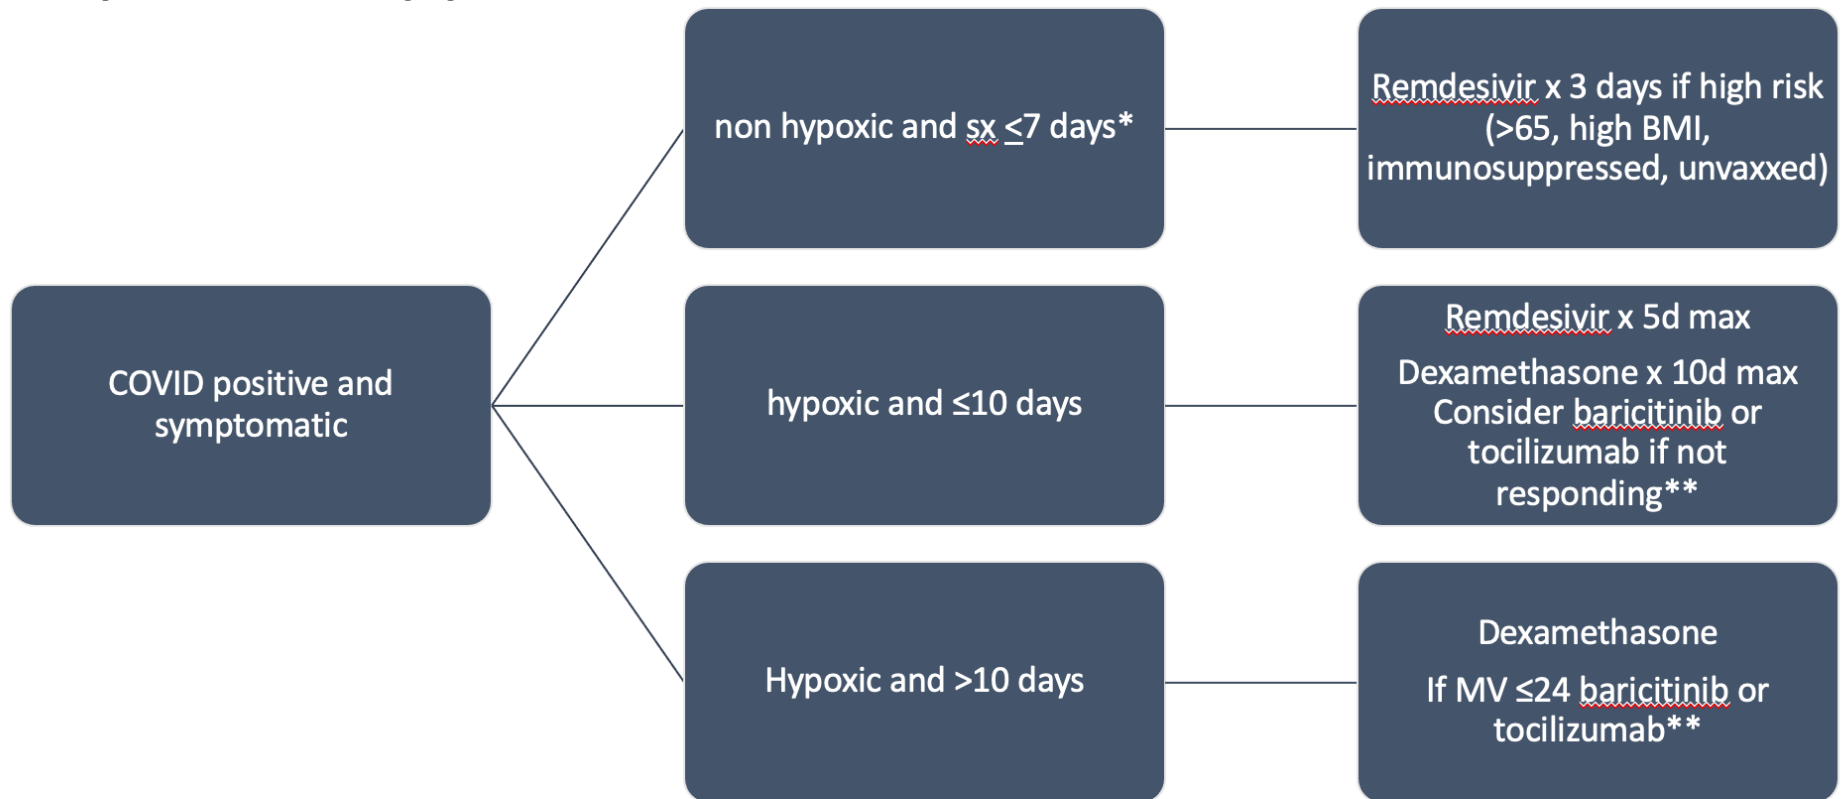 COVID positive and
symptomatic
non hypoxic and sx <7 days*
Remdesivir x 3 days if high risk
(>65, high BMI,
immunosuppressed, unvaxxed)
hypoxic and ≤10 days
Remdesivir x 5d max
Dexamethasone x 10d max
Consider baricitinib or
tocilizumab if not
responding**
Hypoxic and >10 days
Dexamethasone
If MV ≤24 baricitinib or
tocilizumab**